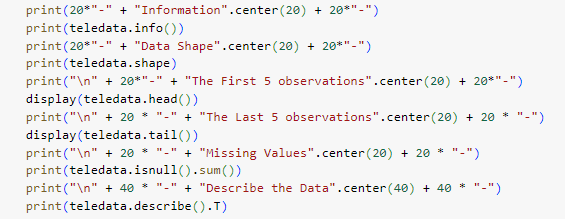 print(20*"-" + "Information".center(20) + 20*"-")
print(teledata.info())
print(20*"-" + "Data Shape".center(20) + 20*"-")
print(teledata.shape)
print("\n" + 20*"-" + "The First 5 observations".center(20) + 20*"-")
display(teledata.head())
print("\n" + 20 * "-" + "The Last 5 observations".center(20) + 20 * "-")
display(teledata.tail())
print("\n" + 20 * "-" + "Missing Values".center(20) + 20 * "-")
print(teledata.isnull().sum())
print("\n" + 40 * "-" + "Describe the Data".center(40) + 40 * "-")
print(teledata.describe().T)